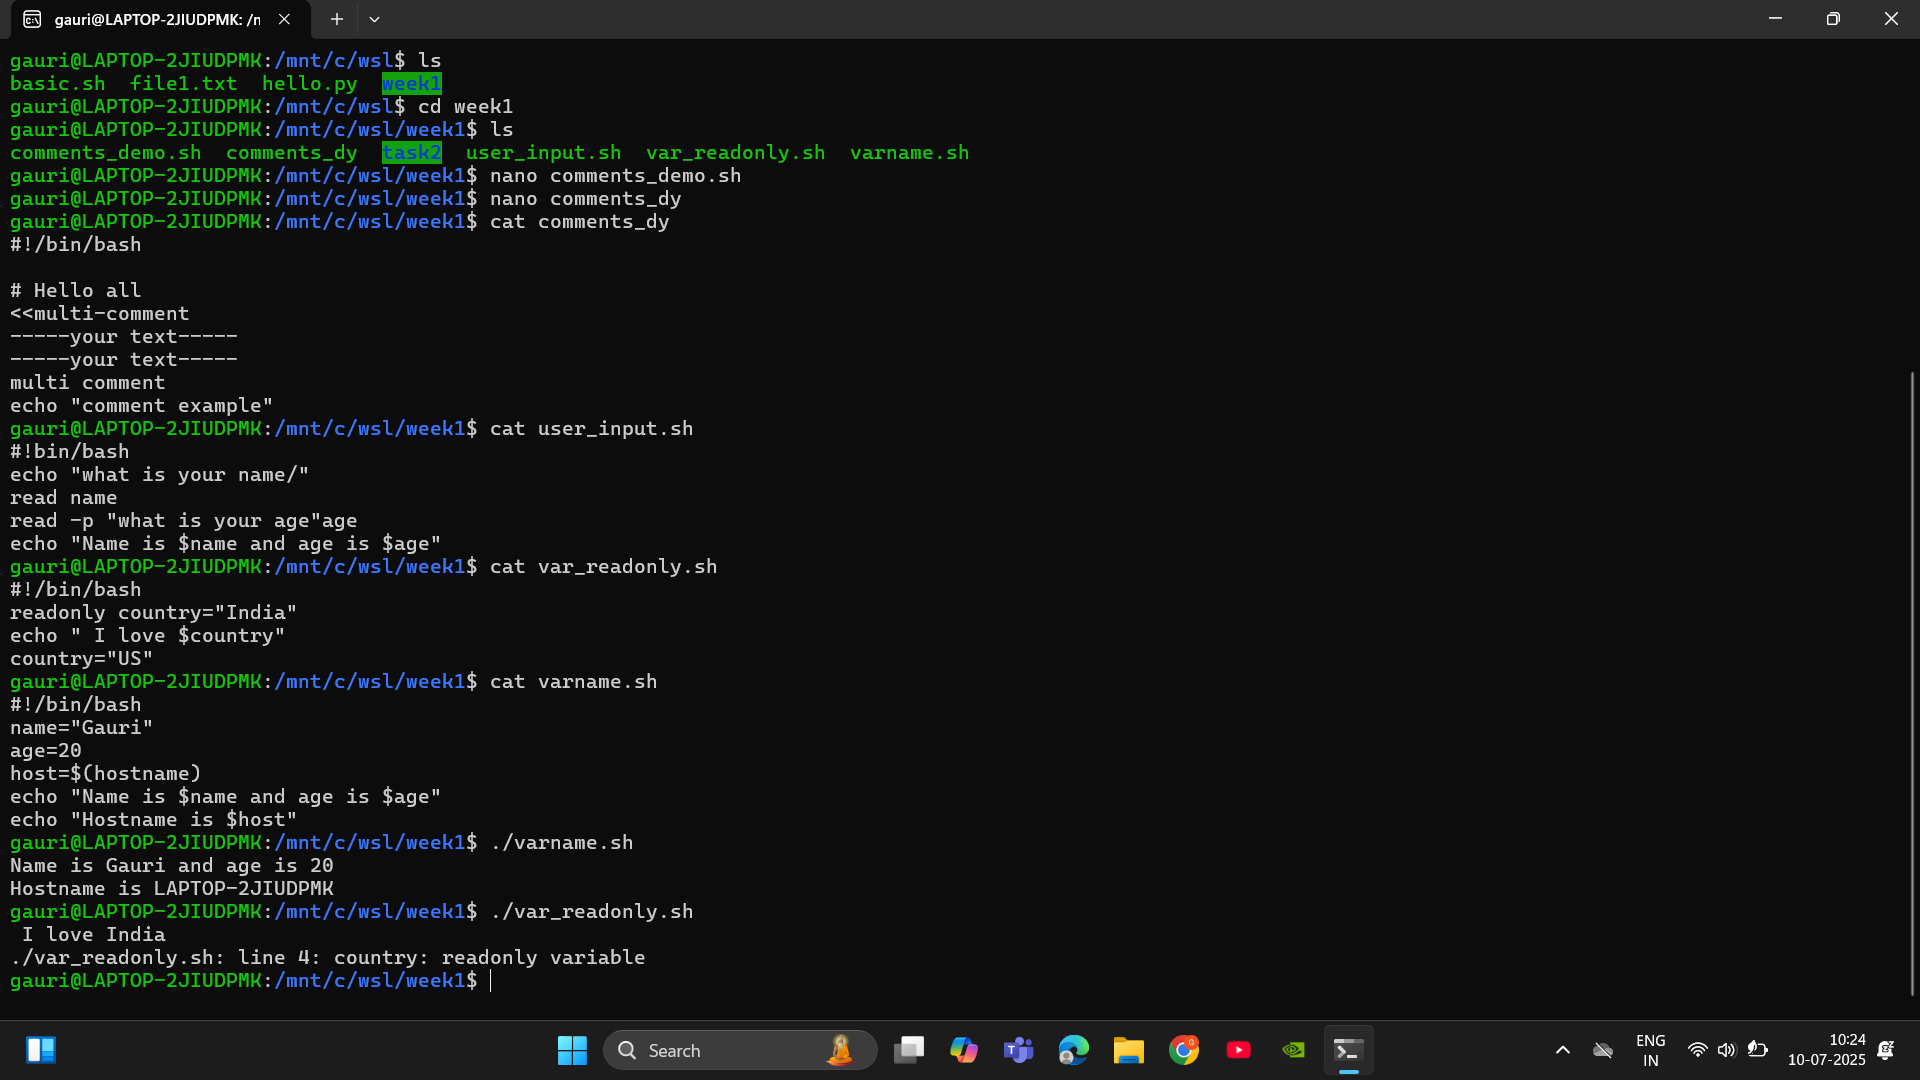 gauri@LAPTOP-2JIUDPMK: /n
gauri@LAPTOP-2JIUDPMK:/mnt/c/wsl$ ls
basic.sh  file1.txt  hello.py  week1
gauri@LAPTOP-2JIUDPMK:/mnt/c/wsl$ cd week1
gauri@LAPTOP-2JIUDPMK:/mnt/c/wsl/week1$ ls
comments_demo.sh  comments_dy  task2  user_input.sh  var_readonly.sh  varname.sh
gauri@LAPTOP-2JIUDPMK:/mnt/c/wsl/week1$ nano comments_demo.sh
gauri@LAPTOP-2JIUDPMK:/mnt/c/wsl/week1$ nano comments_dy
gauri@LAPTOP-2JIUDPMK:/mnt/c/wsl/week1$ cat comments_dy
#!/bin/bash
# Hello all
<<multi-comment
-----your text-----
-----your text-----
multi comment
echo "comment example"
gauri@LAPTOP-2JIUDPMK:/mnt/c/wsl/week1$ cat user_input.sh
#!bin/bash
echo "what is your name/"
read name
read -p "what is your age"age
echo "Name is $name and age is $age"
gauri@LAPTOP-2JIUDPMK:/mnt/c/wsl/week1$ cat var_readonly.sh
#!/bin/bash
readonly country="India"
echo " I love $country"
country="US"
gauri@LAPTOP-2JIUDPMK:/mnt/c/wsl/week1$ cat varname.sh
#!/bin/bash
name="Gauri"
age=20
host=$(hostname)
echo "Name is $name and age is $age"
echo "Hostname is $host"
gauri@LAPTOP-2JIUDPMK:/mnt/c/wsl/week1$ ./varname.sh
Name is Gauri and age is 20
Hostname is LAPTOP-2JIUDPMK
gauri@LAPTOP-2JIUDPMK:/mnt/c/wsl/week1$ ./var_readonly.sh
 I love India
./var_readonly.sh: line 4: country: readonly variable
gauri@LAPTOP-2JIUDPMK:/mnt/c/wsl/week1$
Search
ENG
IN
10:24
10-07-2025